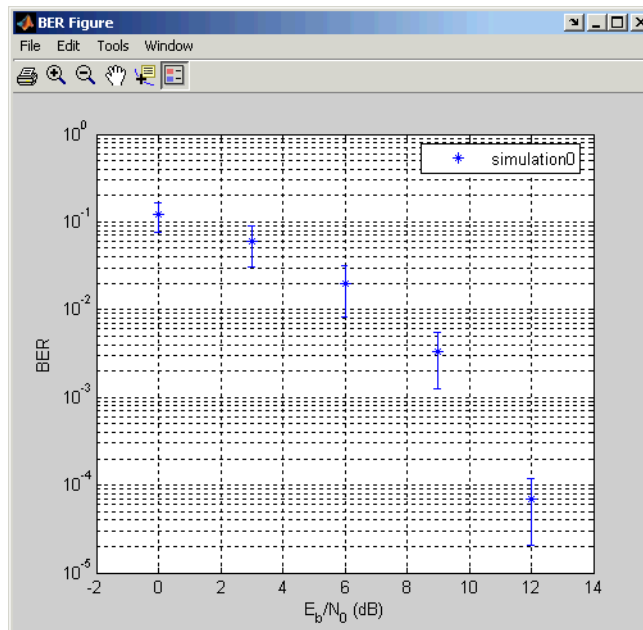 BER Figure
File Edit Tools Window
simulation0
10^0
10^-1
10^-2
10^-3
10^-4
10^-5
BER
-2 0 2 4 6 8 10 12 14
E_b/N_0 (dB)